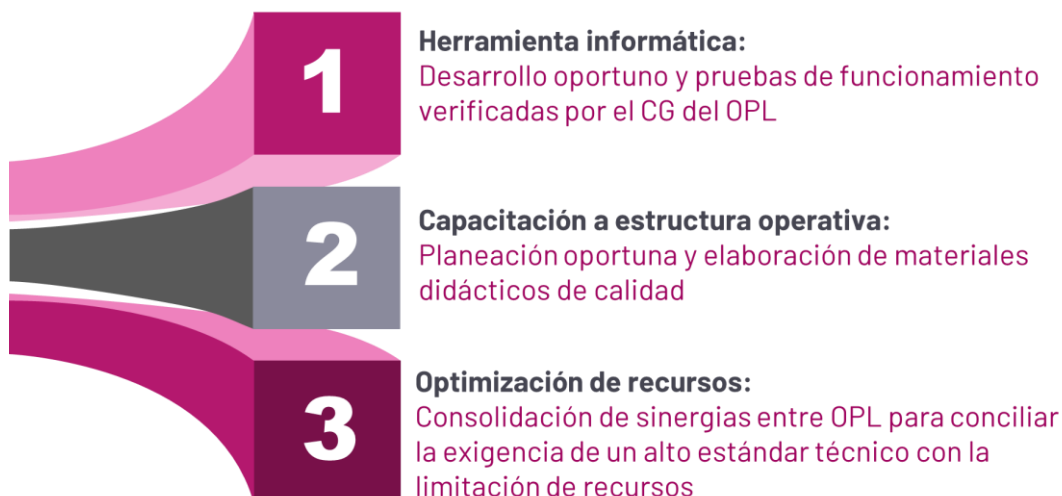 1
Herramienta informática:
Desarrollo oportuno y pruebas de funcionamiento
verificadas por el CG del OPL
2
Capacitación a estructura operativa:
Planeación oportuna y elaboración de materiales
didácticos de calidad
3
Optimización de recursos:
Consolidación de sinergias entre OPL para conciliar
la exigencia de un alto estándar técnico con la
limitación de recursos